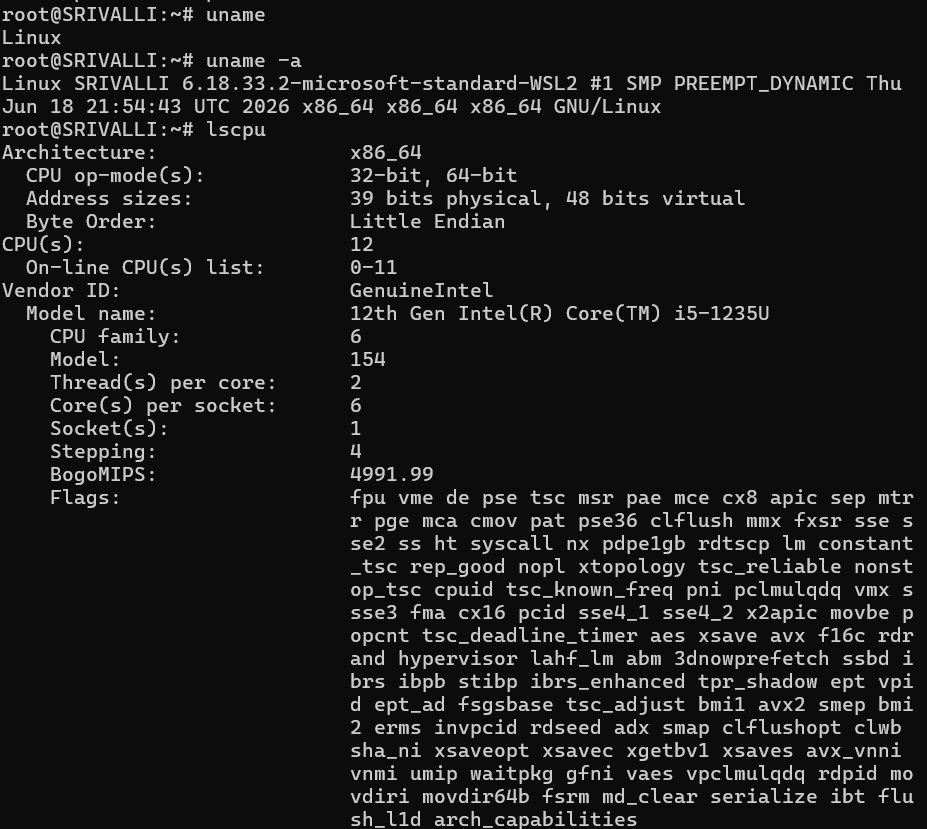 root@SRIVALLI:~# uname
Linux
root@SRIVALLI:~# uname -a
Linux SRIVALLI 6.18.33.2-microsoft-standard-WSL2 #1 SMP PREEMPT_DYNAMIC Thu
Jun 18 21:54:43 UTC 2026 x86_64 x86_64 x86_64 GNU/Linux
root@SRIVALLI:~# lscpu
Architecture: x86_64
CPU op-mode(s): 32-bit, 64-bit
Address sizes: 39 bits physical, 48 bits virtual
Byte Order: Little Endian
CPU(s): 12
On-line CPU(s) list: 0-11
Vendor ID: GenuineIntel
Model name: 12th Gen Intel(R) Core(TM) i5-1235U
CPU family: 6
Model: 154
Thread(s) per core: 2
Core(s) per socket: 6
Socket(s): 1
Stepping: 4
BogoMIPS: 4991.99
Flags: fpu vme de pse tsc msr pae mce cx8 apic sep mtr
r pge mca cmov pat pse36 clflush mmx fxsr sse s
se2 ss ht syscall nx pdpe1gb rdtscp lm constant
_tsc rep_good nopl xtopology tsc_reliable nonst
op_tsc cpuid tsc_known_freq pni pclmulqdq vmx s
sse3 fma cx16 pcid sse4_1 sse4_2 x2apic movbe p
opcnt tsc_deadline_timer aes xsave avx f16c rdr
and hypervisor lahf_lm abm 3dnowprefetch ssbd i
brs ibpb stibp ibrs_enhanced tpr_shadow ept vpi
d ept_ad fsgsbase tsc_adjust bmi1 avx2 smep bmi
2 erms invpcid rdseed adx smap clflushopt clwb
sha_ni xsaveopt xsavec xgetbv1 xsaves avx_vnni
vnmi umip waitpkg gfni vaes vpclmulqdq rdpid mo
vdiri movdir64b fsrm md_clear serialize ibt flu
sh_l1d arch_capabilities